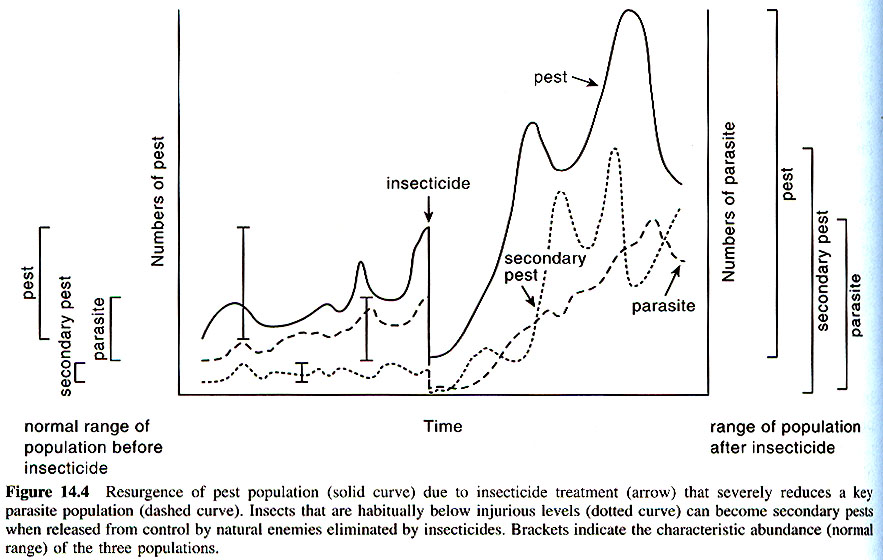 Numbers of pest
insecticide
pest
secondary
pest
parasite
Numbers of parasite
pest
secondary pest
parasite
pest
secondary pest
parasite
normal range of
population before
insecticide
Time
range of population
after insecticide
Figure 14.4 Resurgence of pest population (solid curve) due to insecticide treatment (arrow) that severely reduces a key
parasite population (dashed curve). Insects that are habitually below injurious levels (dotted curve) can become secondary pests
when released from control by natural enemies eliminated by insecticides. Brackets indicate the characteristic abundance (normal
range) of the three populations.